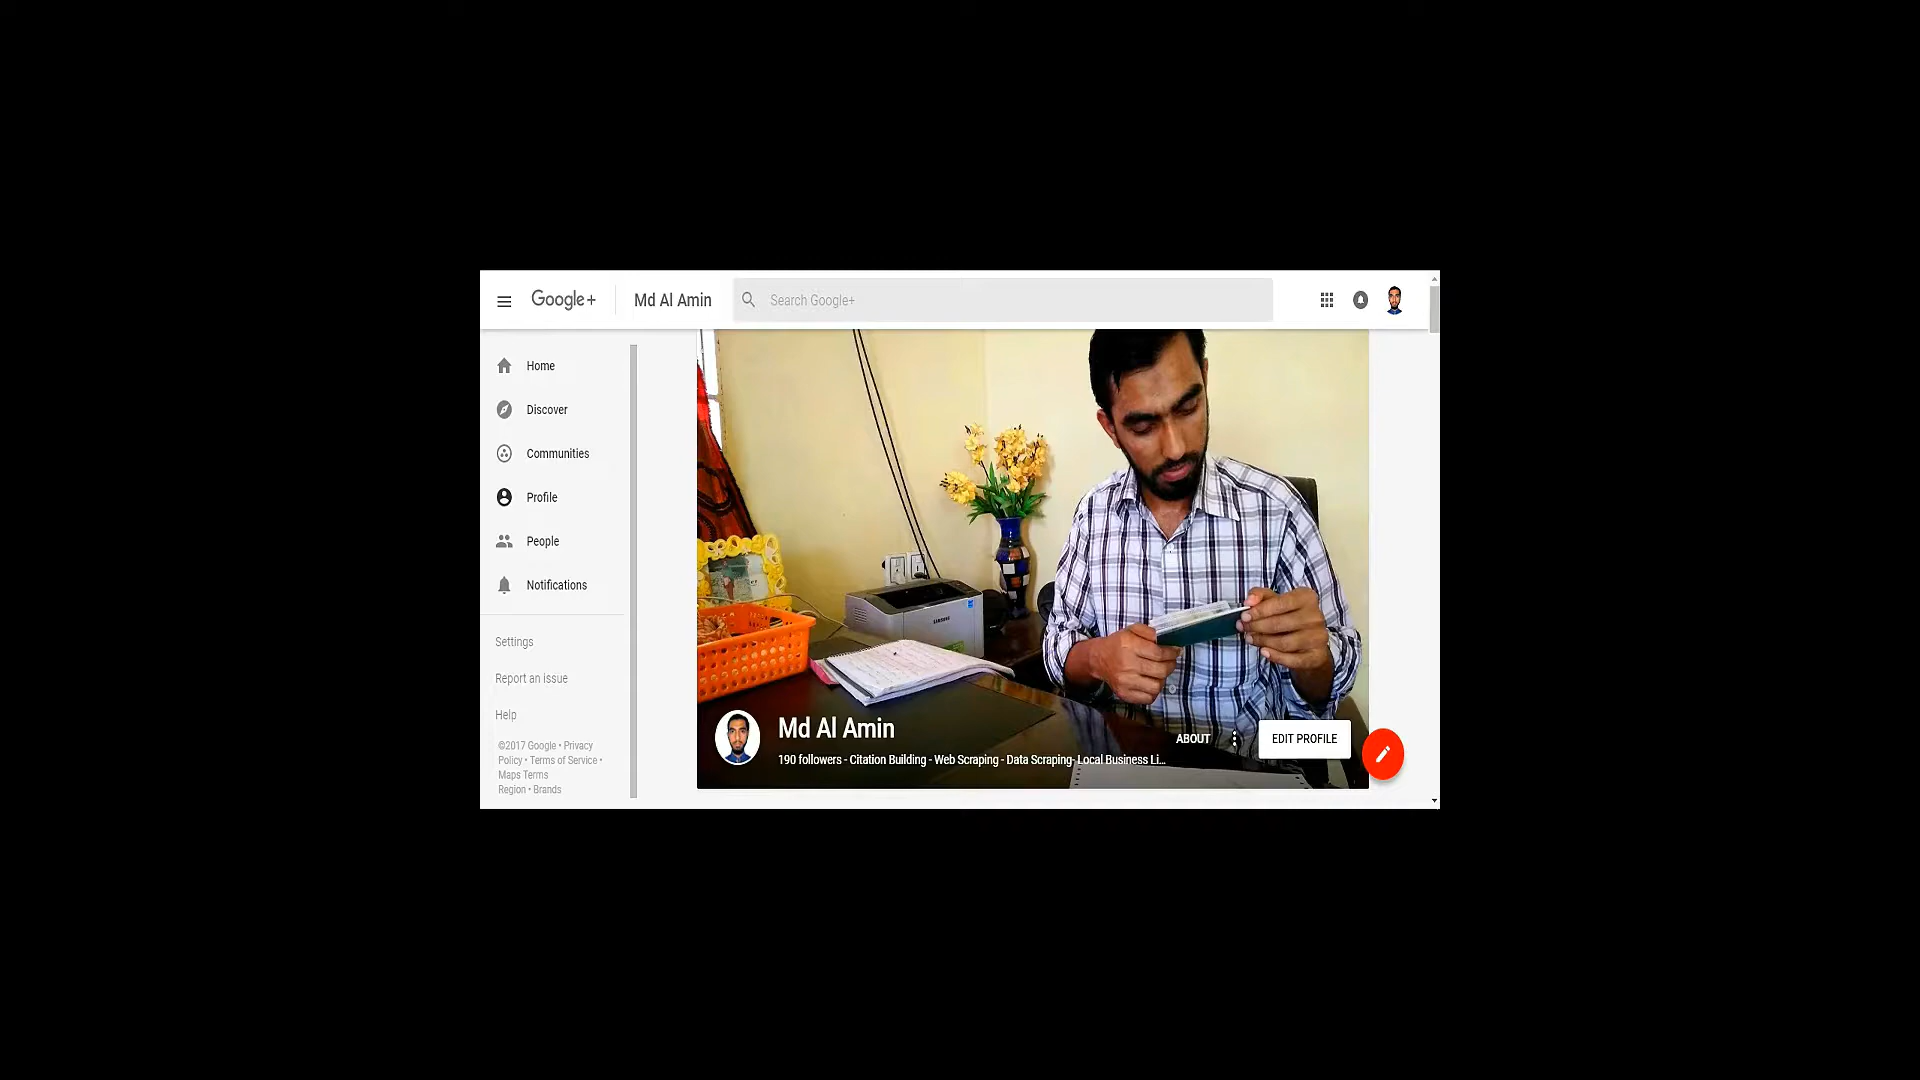 Google+
Md Al Amin
Search Google+
Home
Discover
Communities
Profile
People
Notifications
Settings
Report an issue
Help
©2017 Google • Privacy
Policy • Terms of Service •
Maps Terms
Region • Brands
SAMSUNG
Md Al Amin
190 followers - Citation Building - Web Scraping - Data Scraping- Local Business Li...
ABOUT
EDIT PROFILE